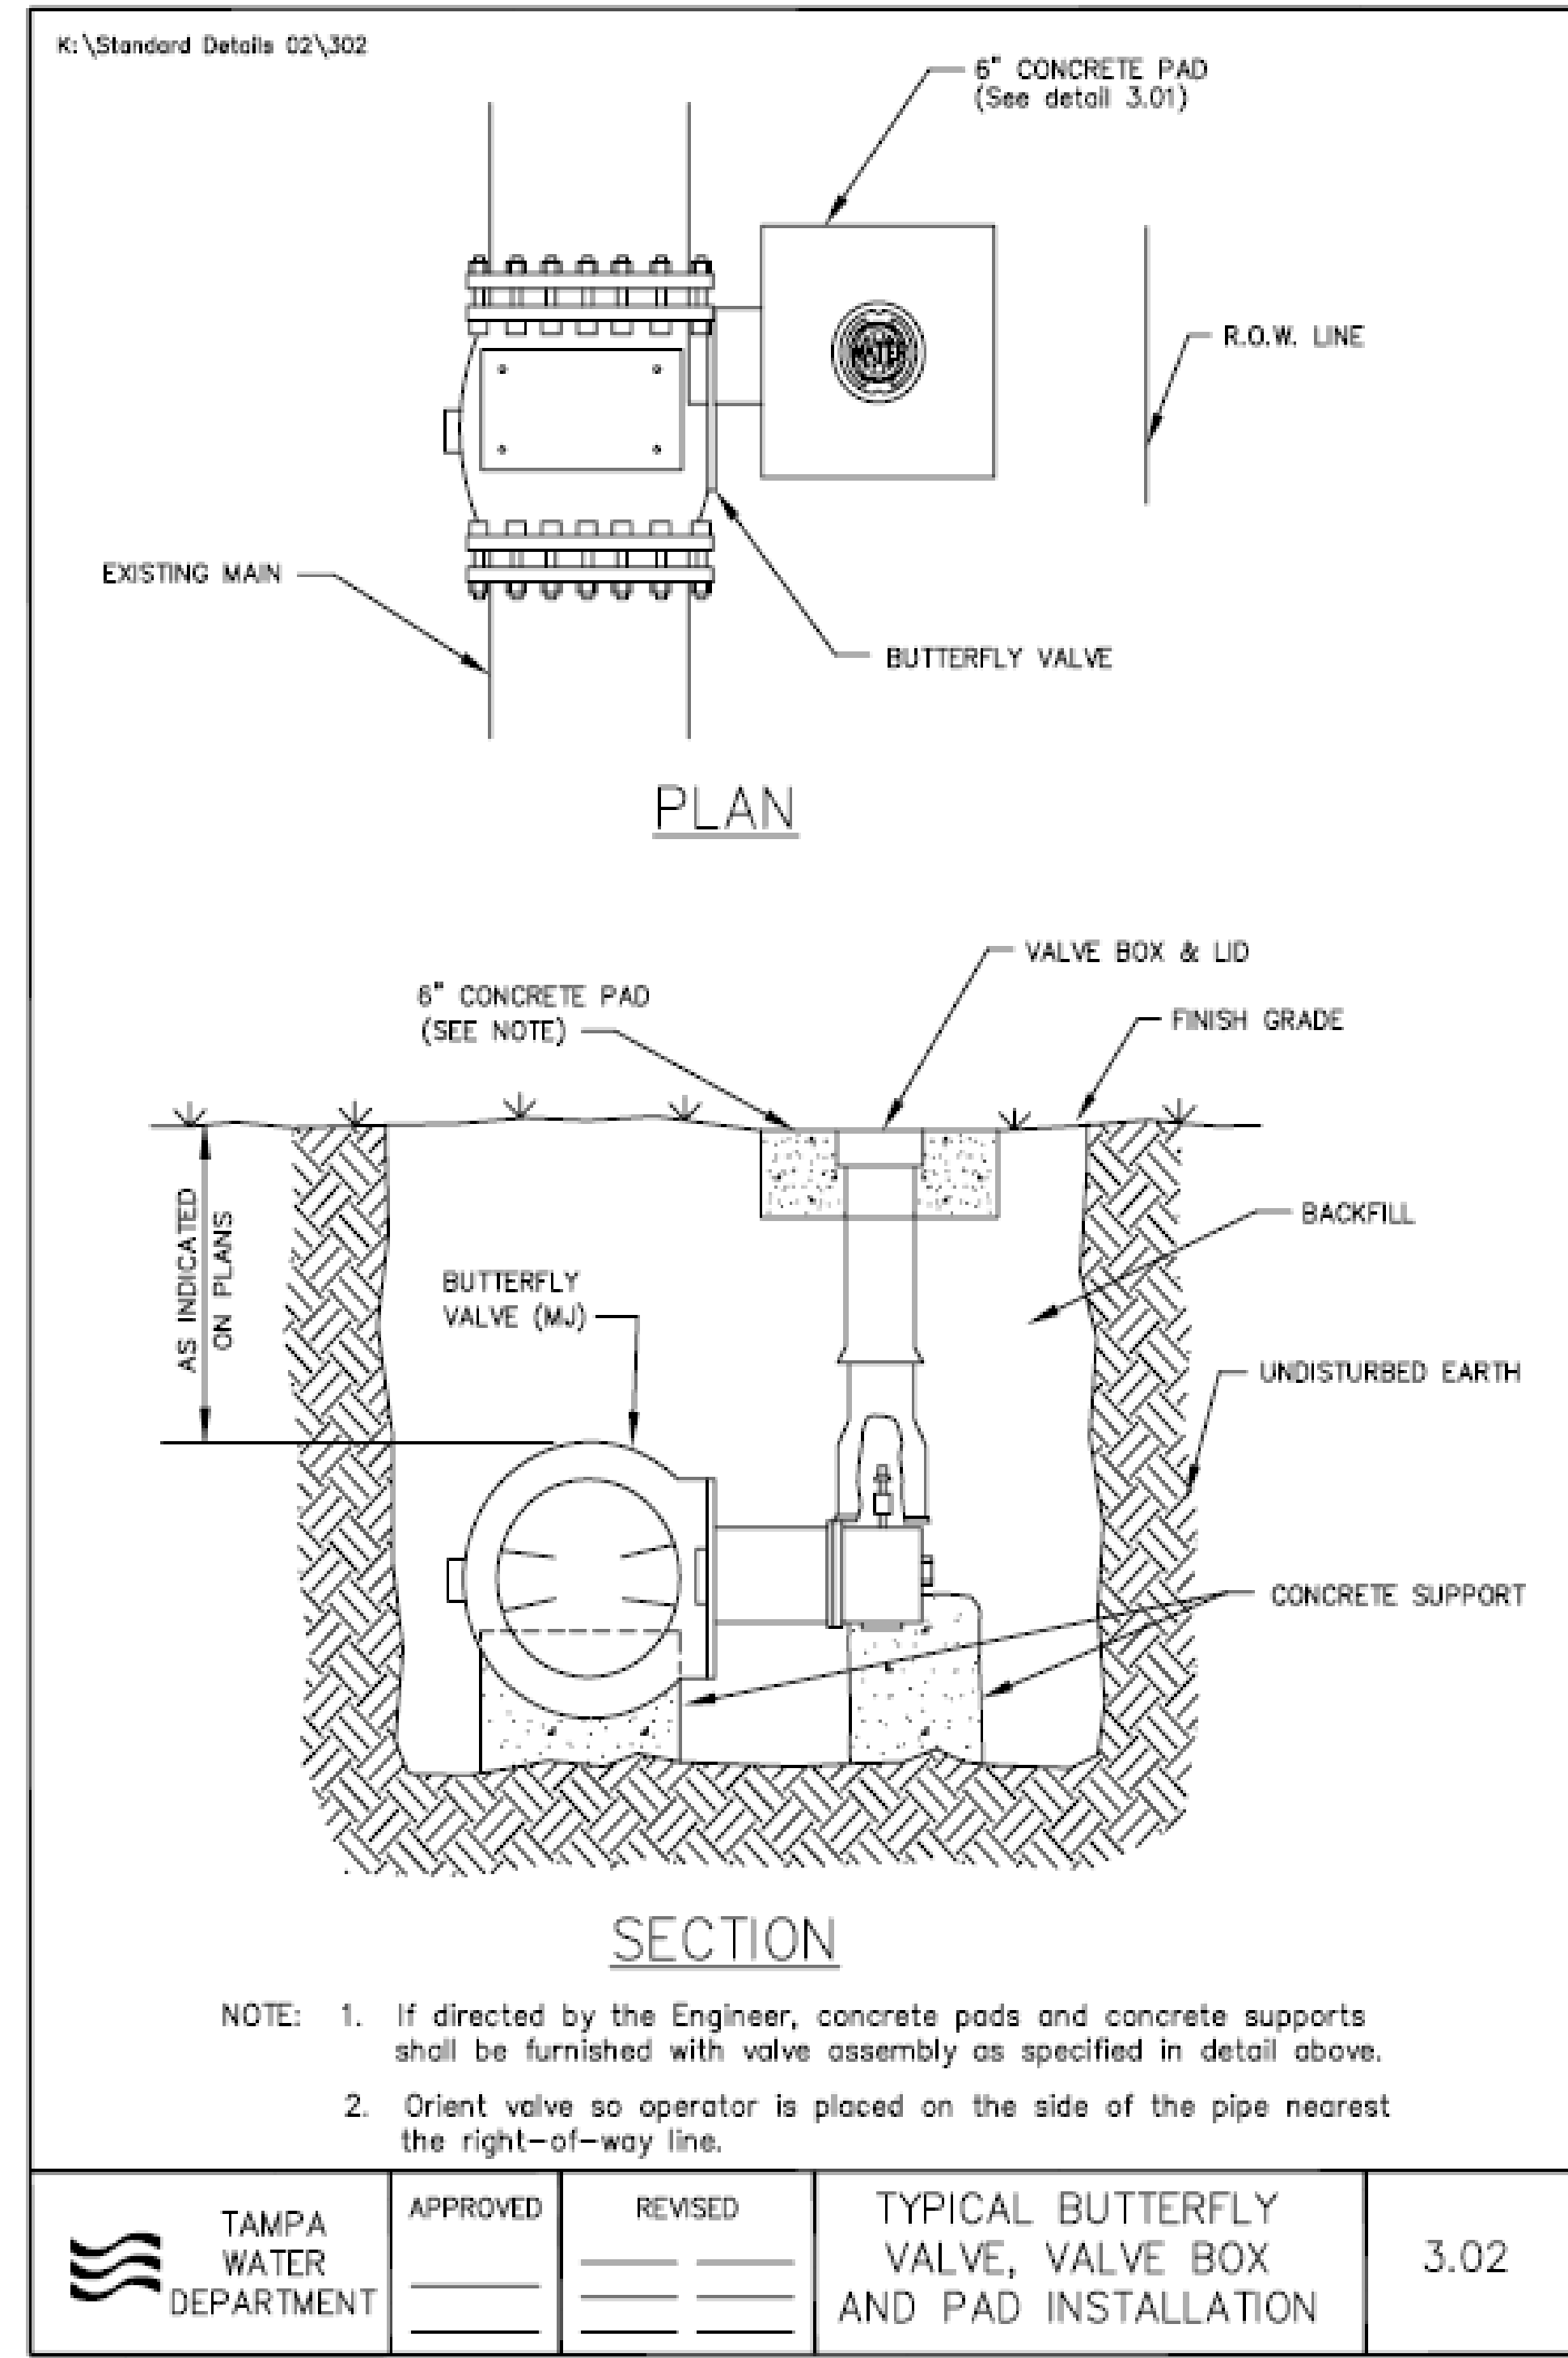 K:\Standard Details 02\302
6" CONCRETE PAD
(See detail 3.01)
WATER
R.O.W. LINE
EXISTING MAIN
BUTTERFLY VALVE
PLAN
VALVE BOX & LID
6" CONCRETE PAD
(SEE NOTE)
FINISH GRADE
AS INDICATED
ON PLANS
BACKFILL
BUTTERFLY
VALVE (MJ)
UNDISTURBED EARTH
CONCRETE SUPPORT
SECTION
NOTE: 1. If directed by the Engineer, concrete pads and concrete supports
shall be furnished with valve assembly as specified in detail above.
2. Orient valve so operator is placed on the side of the pipe nearest
the right-of-way line.
TAMPA
WATER
DEPARTMENT
APPROVED
REVISED
TYPICAL BUTTERFLY
VALVE, VALVE BOX
AND PAD INSTALLATION
3.02